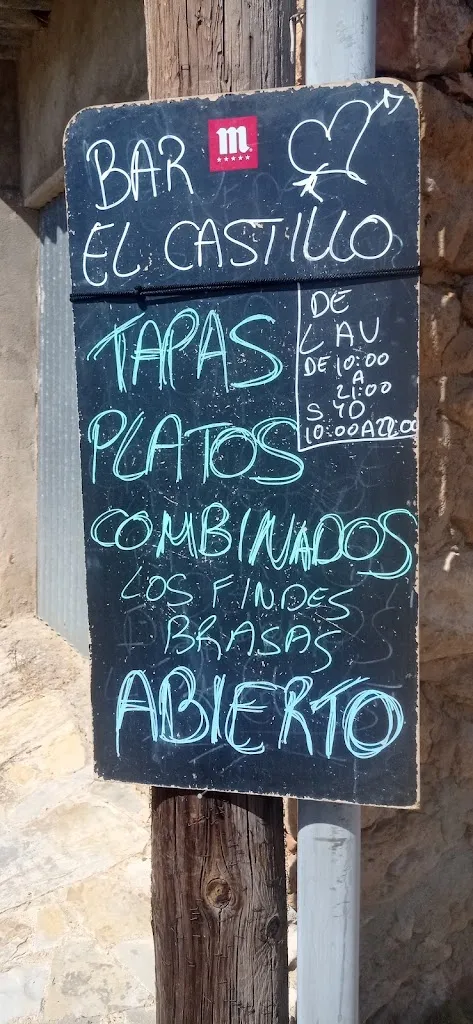 BAR
m
EL CASTILLO
TAPAS
PLATOS
COMBINADOS
LOS FINDES
BRASAS
ABIERTO
DE
L A V
DE 10:00
A
21:00
S Y D
10:00 A 22:00